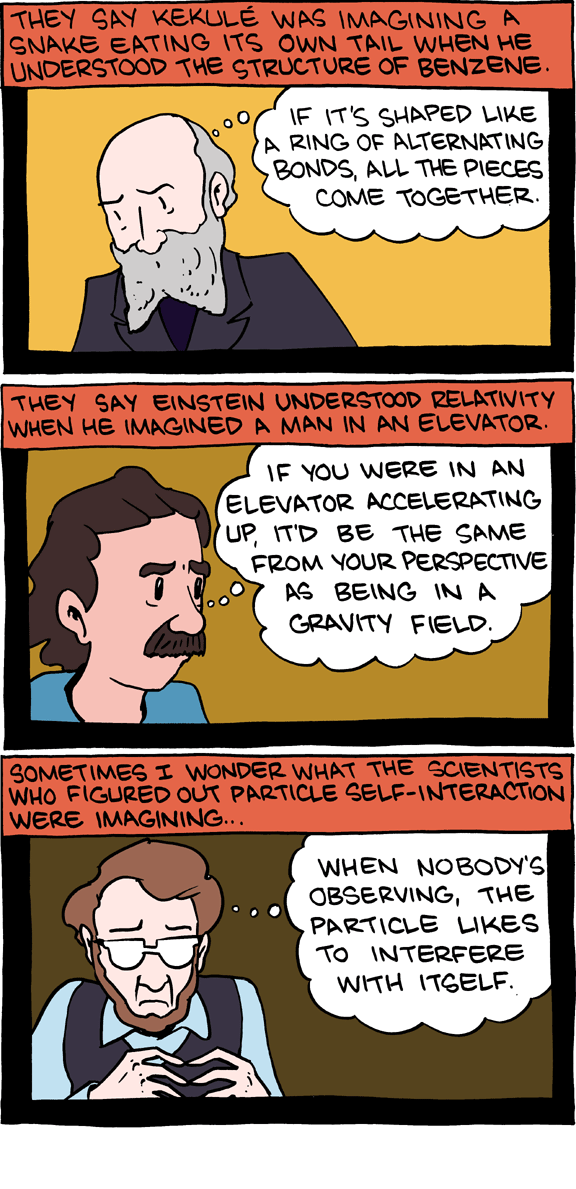 THEY SAY KEKULÉ WAS IMAGINING A
SNAKE EATING ITS OWN TAIL WHEN HE
UNDERSTOOD THE STRUCTURE OF BENZENE.
IF IT'S SHAPED LIKE
A RING OF ALTERNATING
BONDS, ALL THE PIECES
COME TOGETHER.
THEY SAY EINSTEIN UNDERSTOOD RELATIVITY
WHEN HE IMAGINED A MAN IN AN ELEVATOR.
IF YOU WERE IN AN
ELEVATOR ACCELERATING
UP, IT'D BE THE SAME
FROM YOUR PERSPECTIVE
AS BEING IN A
GRAVITY FIELD.
SOMETIMES I WONDER WHAT THE SCIENTISTS
WHO FIGURED OUT PARTICLE SELF-INTERACTION
WERE IMAGINING...
WHEN NOBODY'S
OBSERVING, THE
PARTICLE LIKES
TO INTERFERE
WITH ITSELF.